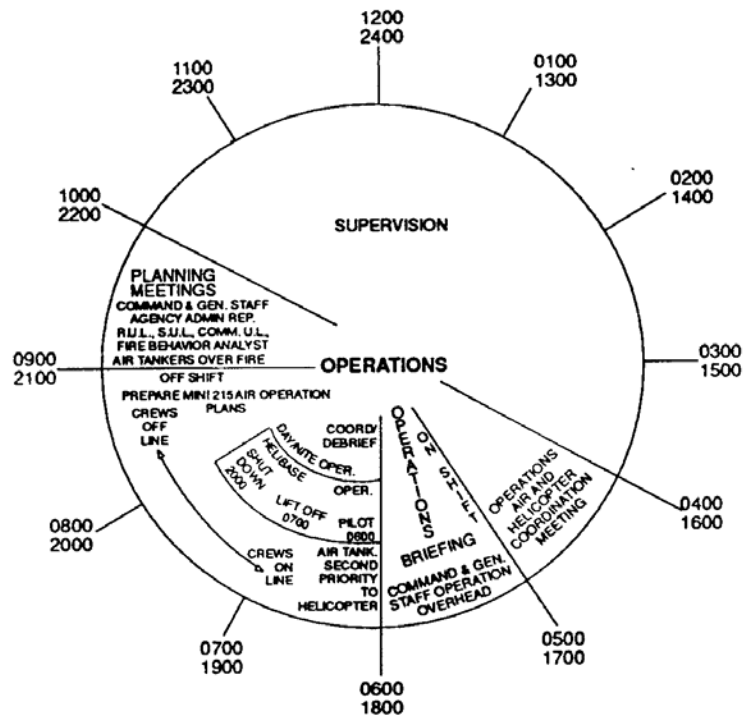 1200
2400
1100
2300
0100
1300
1000
2200
0200
1400
SUPERVISION
PLANNING
MEETINGS
COMMAND & GEN. STAFF
AGENCY ADMIN REP.
R.U.L., S.U.L., COMM. U.L.,
FIRE BEHAVIOR ANALYST
AIR TANKERS OVER FIRE
0900
2100
OPERATIONS
0300
1500
OFF SHIFT
PREPARE MINI 215 AIR OPERATION
PLANS
CREWS
OFF
LINE
COORD/
DEBRIEF
DAY/NITE OPER.
HELIBASE
SHUT
DOWN
2000
OPER.
LIFT OFF
0700
PILOT
0600
ON SHIFT
OPERATIONS
BRIEFING
COMMAND & GEN.
STAFF OPERATION
OVERHEAD
OPERATIONS
AIR AND
HELICOPTER
COORDINATION
MEETING
0400
1600
0800
2000
CREWS
ON
LINE
AIR TANK.
SECOND
PRIORITY
TO
HELICOPTER
0700
1900
0500
1700
0600
1800